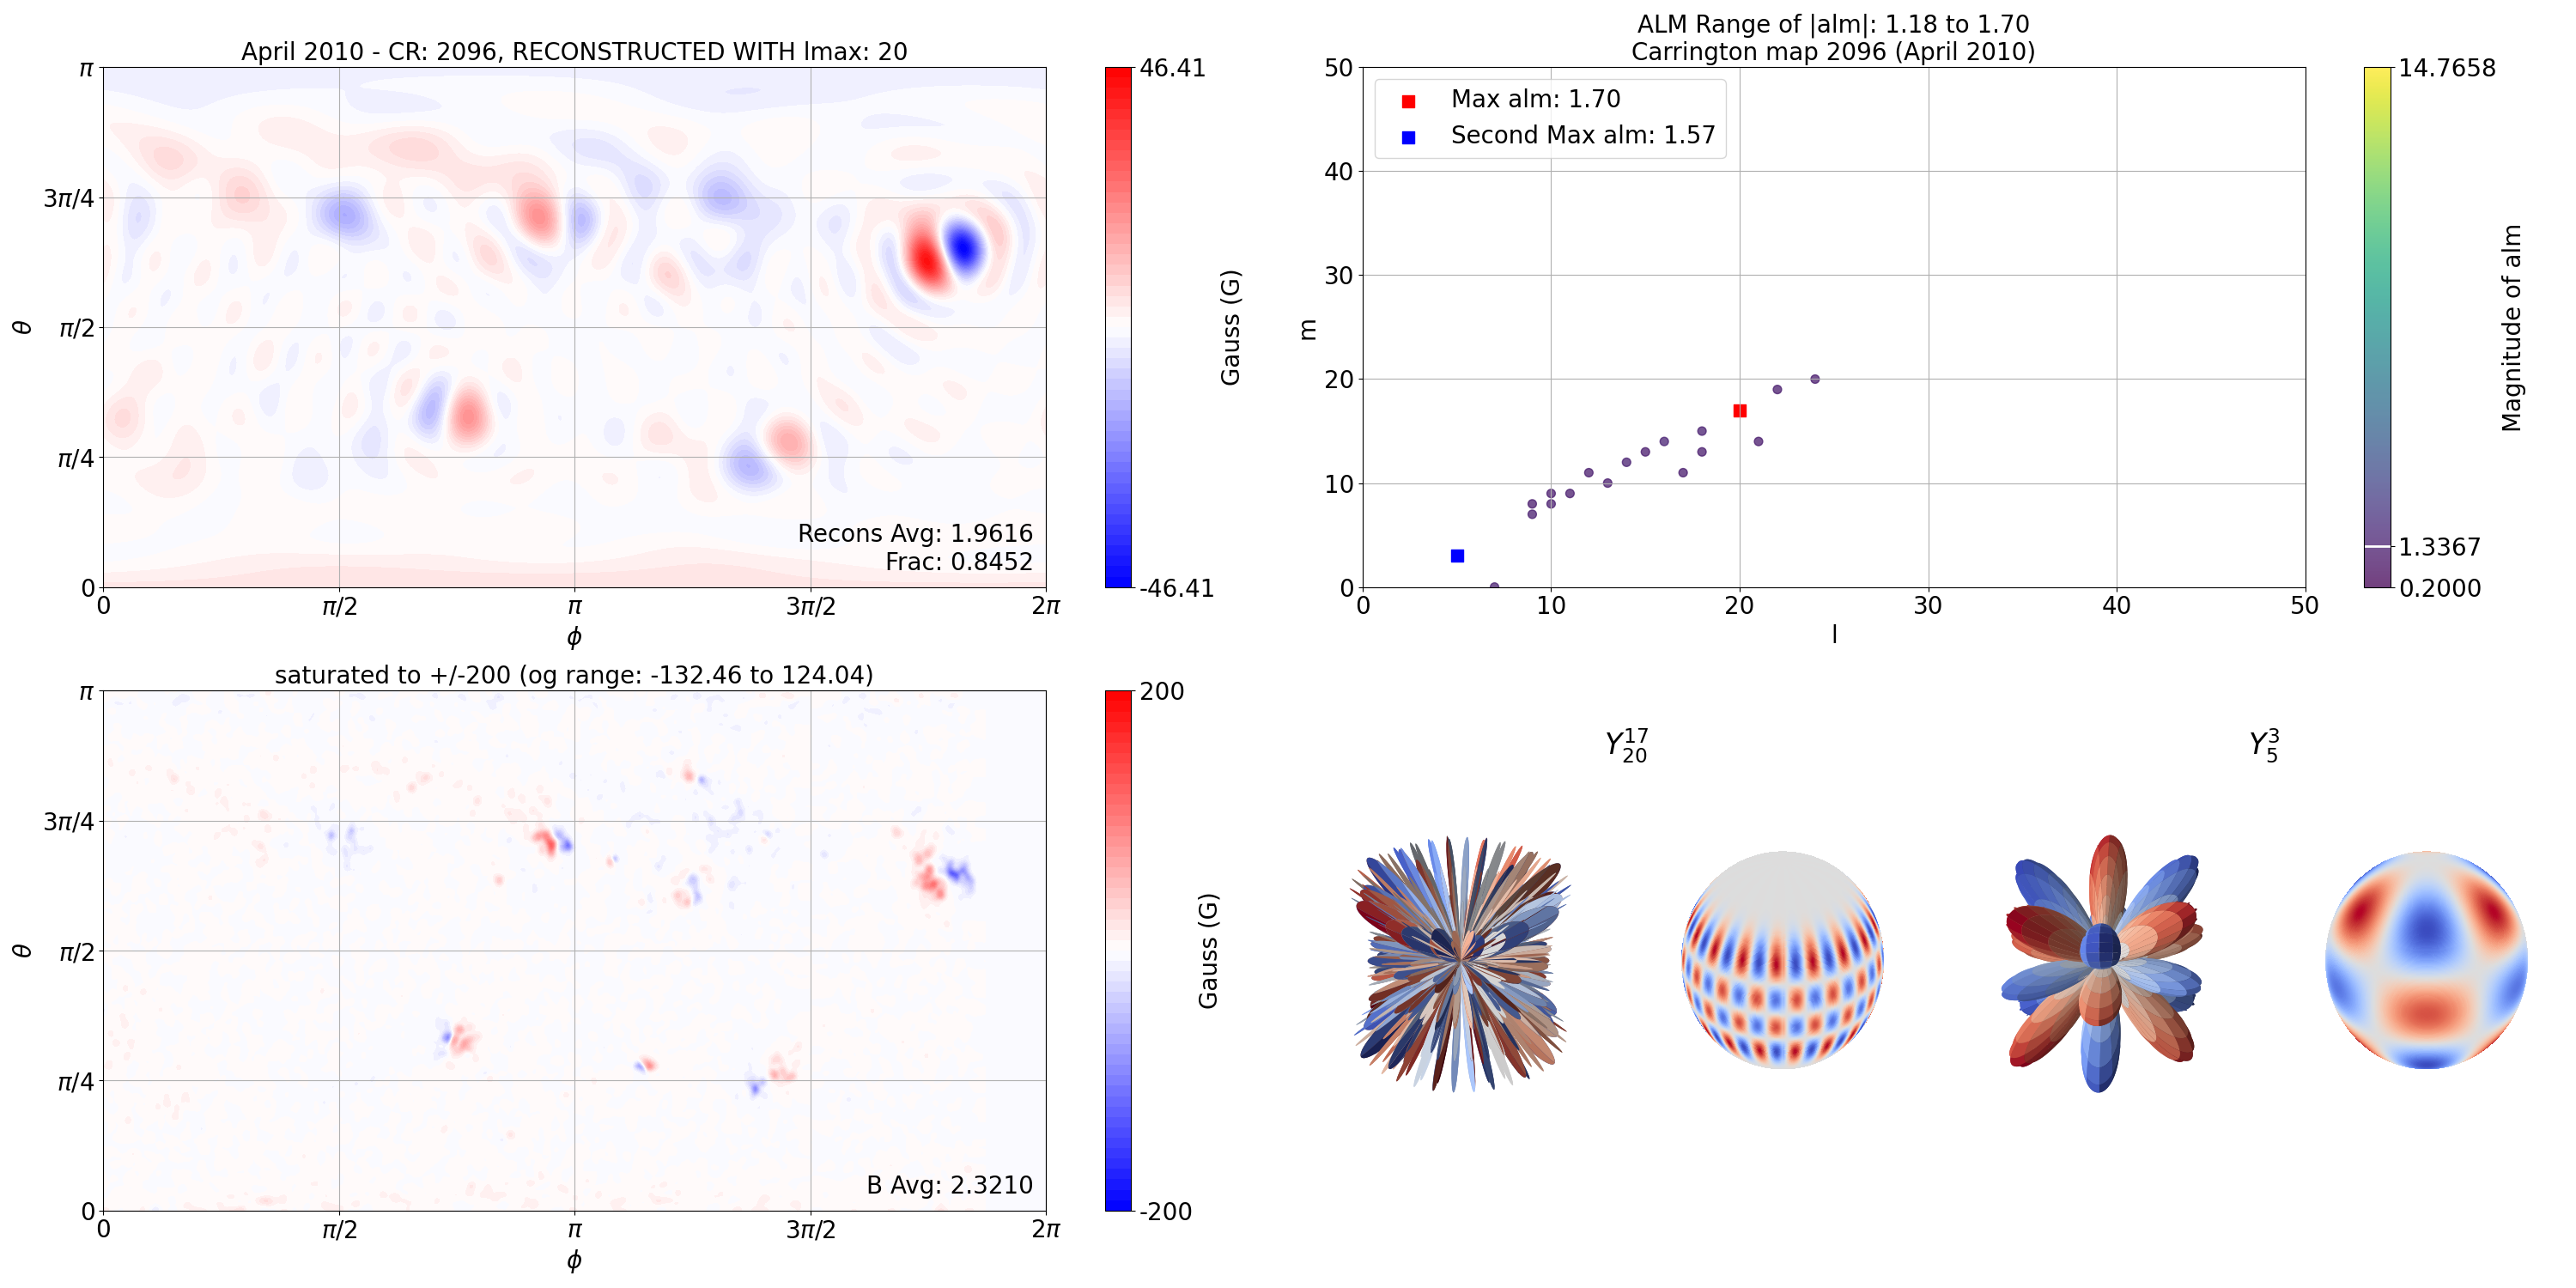 April 2010 - CR: 2096, RECONSTRUCTED WITH lmax: 20
π
3π/4
π/2
π/4
0
θ
0
π/2
π
3π/2
2π
ϕ
Recons Avg: 1.9616
Frac: 0.8452
46.41
-46.41
Gauss (G)
ALM Range of |alm|: 1.18 to 1.70
Carrington map 2096 (April 2010)
Max alm: 1.70
Second Max alm: 1.57
50
40
30
20
10
0
m
0
10
20
30
40
50
l
14.7658
1.3367
0.2000
Magnitude of alm
saturated to +/-200 (og range: -132.46 to 124.04)
π
3π/4
π/2
π/4
0
θ
0
π/2
π
3π/2
2π
ϕ
B Avg: 2.3210
200
-200
Gauss (G)
Y_{20}^{17}
Y_5^3